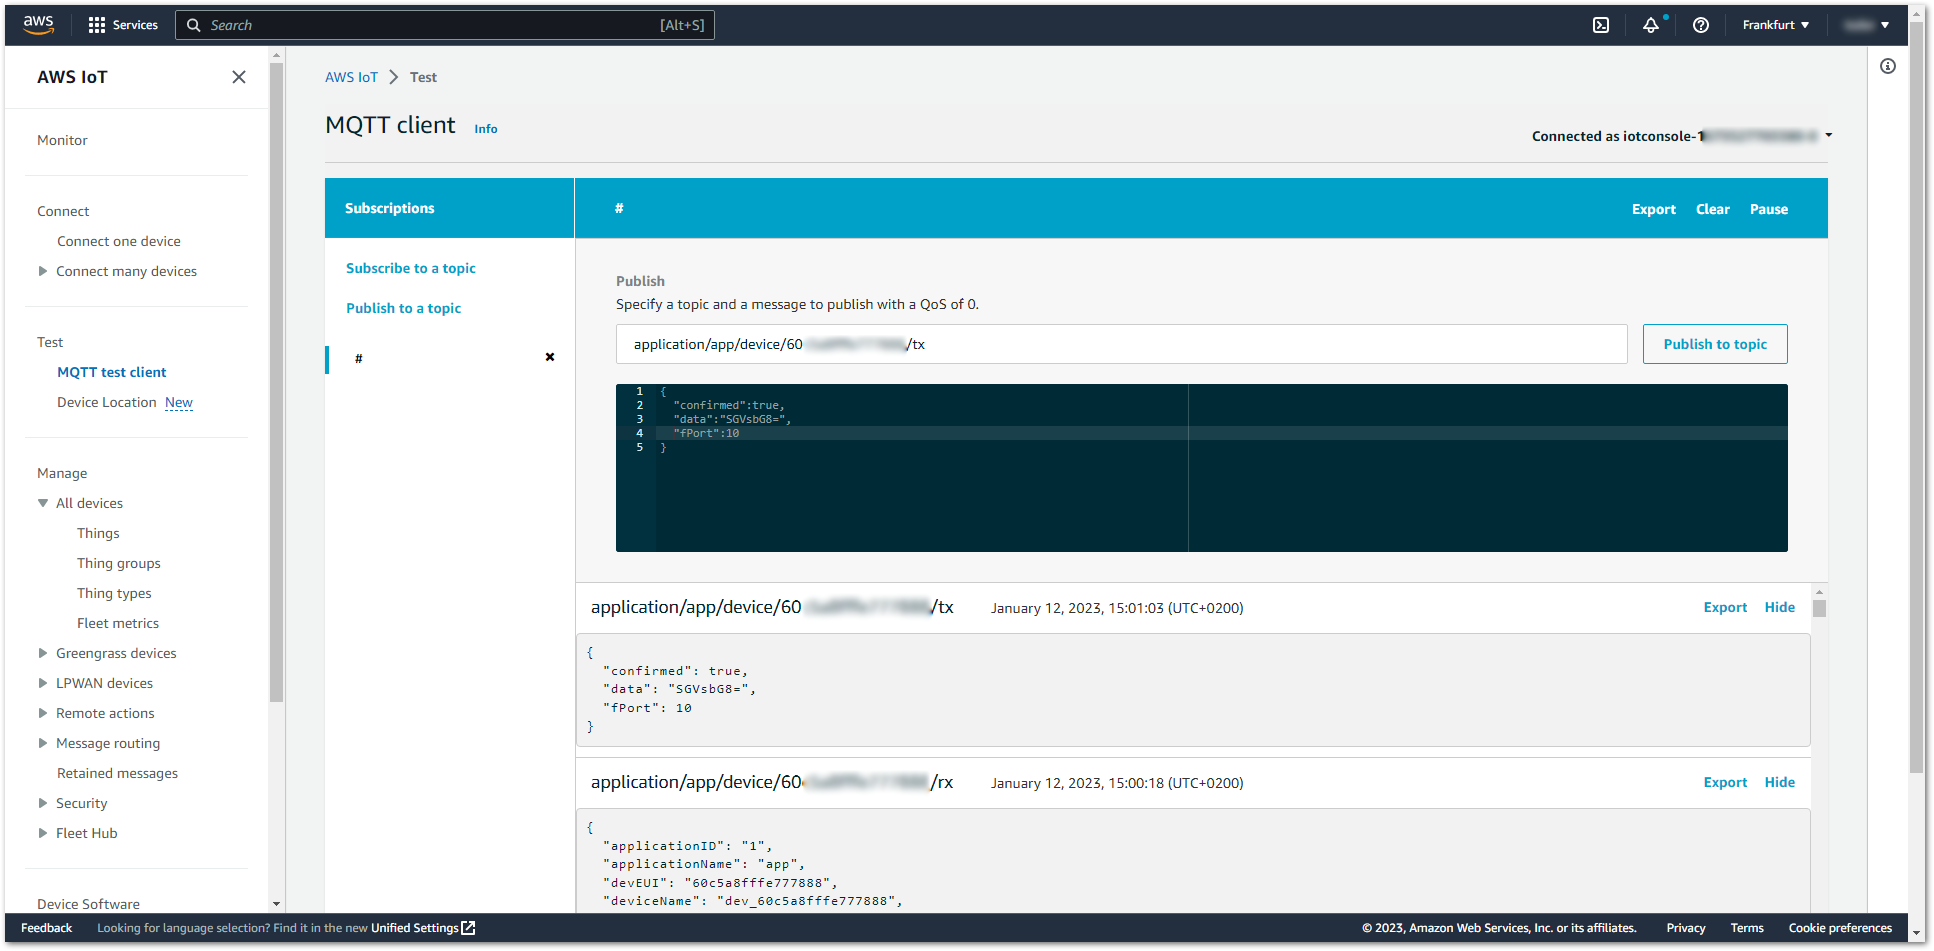 aws
Services
Search
[Alt+S]
Frankfurt
AWS IoT
Monitor
Connect
Connect one device
Connect many devices
Test
MQTT test client
Device Location New
Manage
All devices
Things
Thing groups
Thing types
Fleet metrics
Greengrass devices
LPWAN devices
Remote actions
Message routing
Retained messages
Security
Fleet Hub
Device Software
AWS IoT > Test
MQTT client Info
Connected as iotconsole-1
Subscriptions
Subscribe to a topic
Publish to a topic
#
#
Export Clear Pause
Publish
Specify a topic and a message to publish with a QoS of 0.
application/app/device/60 /tx
Publish to topic
1 {
2 "confirmed":true,
3 "data":"SGVsbG8=",
4 "fPort":10
5 }
application/app/device/60 /tx January 12, 2023, 15:01:03 (UTC+0200) Export Hide
{
"confirmed": true,
"data": "SGVsbG8=",
"fPort": 10
}
application/app/device/60 /rx January 12, 2023, 15:00:18 (UTC+0200) Export Hide
{
"applicationID": "1",
"applicationName": "app",
"devEUI": "60c5a8fffe777888",
"deviceName": "dev_60c5a8fffe777888",
Feedback Looking for language selection? Find it in the new Unified Settings
© 2023, Amazon Web Services, Inc. or its affiliates. Privacy Terms Cookie preferences